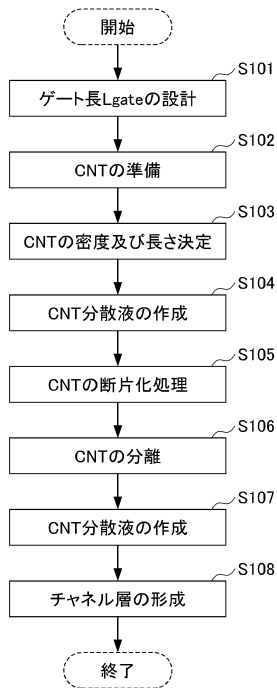 開始
S101
ゲート長Lgateの設計
S102
CNTの準備
S103
CNTの密度及び長さ決定
S104
CNT分散液の作成
S105
CNTの断片化処理
S106
CNTの分離
S107
CNT分散液の作成
S108
チャネル層の形成
終了